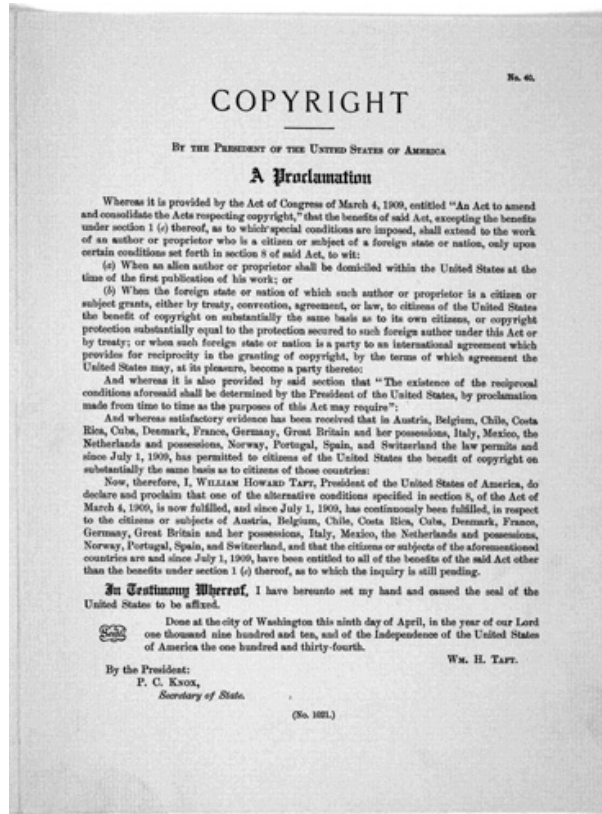 No. 40.
COPYRIGHT
BY THE PRESIDENT OF THE UNITED STATES OF AMERICA
A Proclamation
Whereas it is provided by the Act of Congress of March 4, 1909, entitled "An Act to amend
and consolidate the Acts respecting copyright," that the benefits of said Act, excepting the benefits
under section 1 (e) thereof, as to which special conditions are imposed, shall extend to the work
of an author or proprietor who is a citizen or subject of a foreign state or nation, only upon
certain conditions set forth in section 8 of said Act, to wit:
(a) When an alien author or proprietor shall be domiciled within the United States at the
time of the first publication of his work; or
(b) When the foreign state or nation of which such author or proprietor is a citizen or
subject grants, either by treaty, convention, agreement, or law, to citizens of the United States
the benefit of copyright on substantially the same basis as to its own citizens, or copyright
protection substantially equal to the protection secured to such foreign author under this Act or
by treaty; or when such foreign state or nation is a party to an international agreement which
provides for reciprocity in the granting of copyright, by the terms of which agreement the
United States may, at its pleasure, become a party thereto:
And whereas it is also provided by said section that "The existence of the reciprocal
conditions aforesaid shall be determined by the President of the United States, by proclamation
made from time to time as the purposes of this Act may require":
And whereas satisfactory evidence has been received that in Austria, Belgium, Chile, Costa
Rica, Cuba, Denmark, France, Germany, Great Britain and her possessions, Italy, Mexico, the
Netherlands and possessions, Norway, Portugal, Spain, and Switzerland the law permits and
since July 1, 1909, has permitted to citizens of the United States the benefit of copyright on
substantially the same basis as to citizens of those countries:
Now, therefore, I, WILLIAM HOWARD TAFT, President of the United States of America, do
declare and proclaim that one of the alternative conditions specified in section 8, of the Act of
March 4, 1909, is now fulfilled, and since July 1, 1909, has continuously been fulfilled, in respect
to the citizens or subjects of Austria, Belgium, Chile, Costa Rica, Cuba, Denmark, France,
Germany, Great Britain and her possessions, Italy, Mexico, the Netherlands and possessions,
Norway, Portugal, Spain, and Switzerland, and that the citizens or subjects of the aforementioned
countries are and since July 1, 1909, have been entitled to all of the benefits of the said Act other
than the benefits under section 1 (e) thereof, as to which the inquiry is still pending.
In Testimony Whereof, I have hereunto set my hand and caused the seal of the
United States to be affixed.
Done at the city of Washington this ninth day of April, in the year of our Lord
Seal. one thousand nine hundred and ten, and of the Independence of the United States
of America the one hundred and thirty-fourth.
WM. H. TAFT.
By the President:
P. C. KNOX,
Secretary of State.
(No. 1021.)